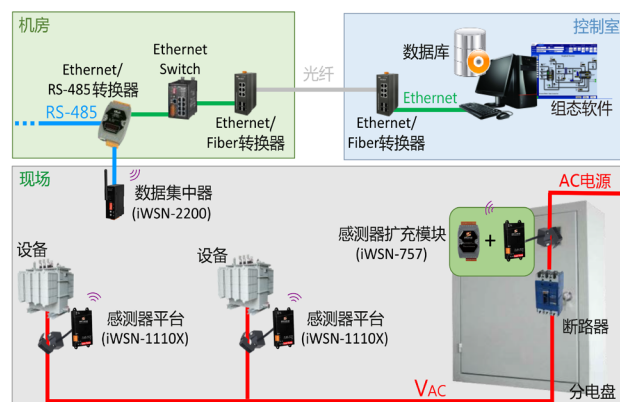 机房
Ethernet/
RS-485转换器
RS-485
Ethernet
Switch
Ethernet/
Fiber转换器
光纤
控制室
数据库
Ethernet
Ethernet/
Fiber转换器
组态软件
现场
数据集中器
(iWSN-2200)
AC电源
感测器扩充模块
(iWSN-757)
+
设备
感测器平台
(iWSN-1110X)
设备
感测器平台
(iWSN-1110X)
断路器
VAC
分电盘